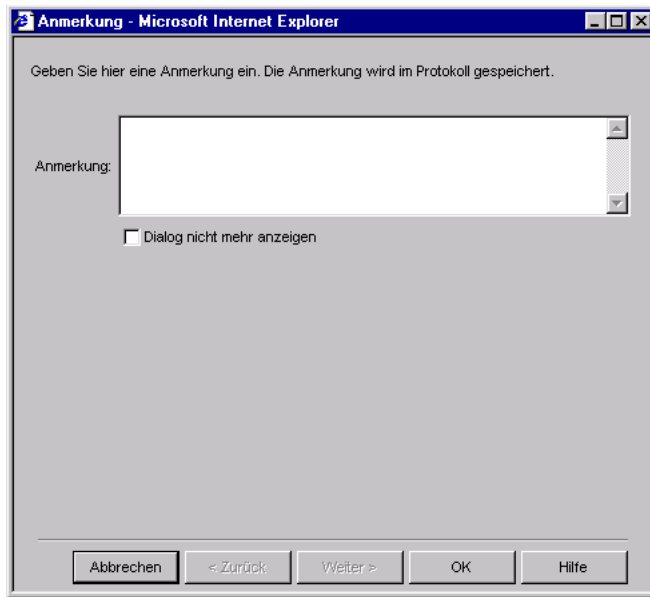 Anmerkung - Microsoft Internet Explorer
Geben Sie hier eine Anmerkung ein. Die Anmerkung wird im Protokoll gespeichert.
Anmerkung:
Dialog nicht mehr anzeigen
Abbrechen < Zurück Weiter > OK Hilfe